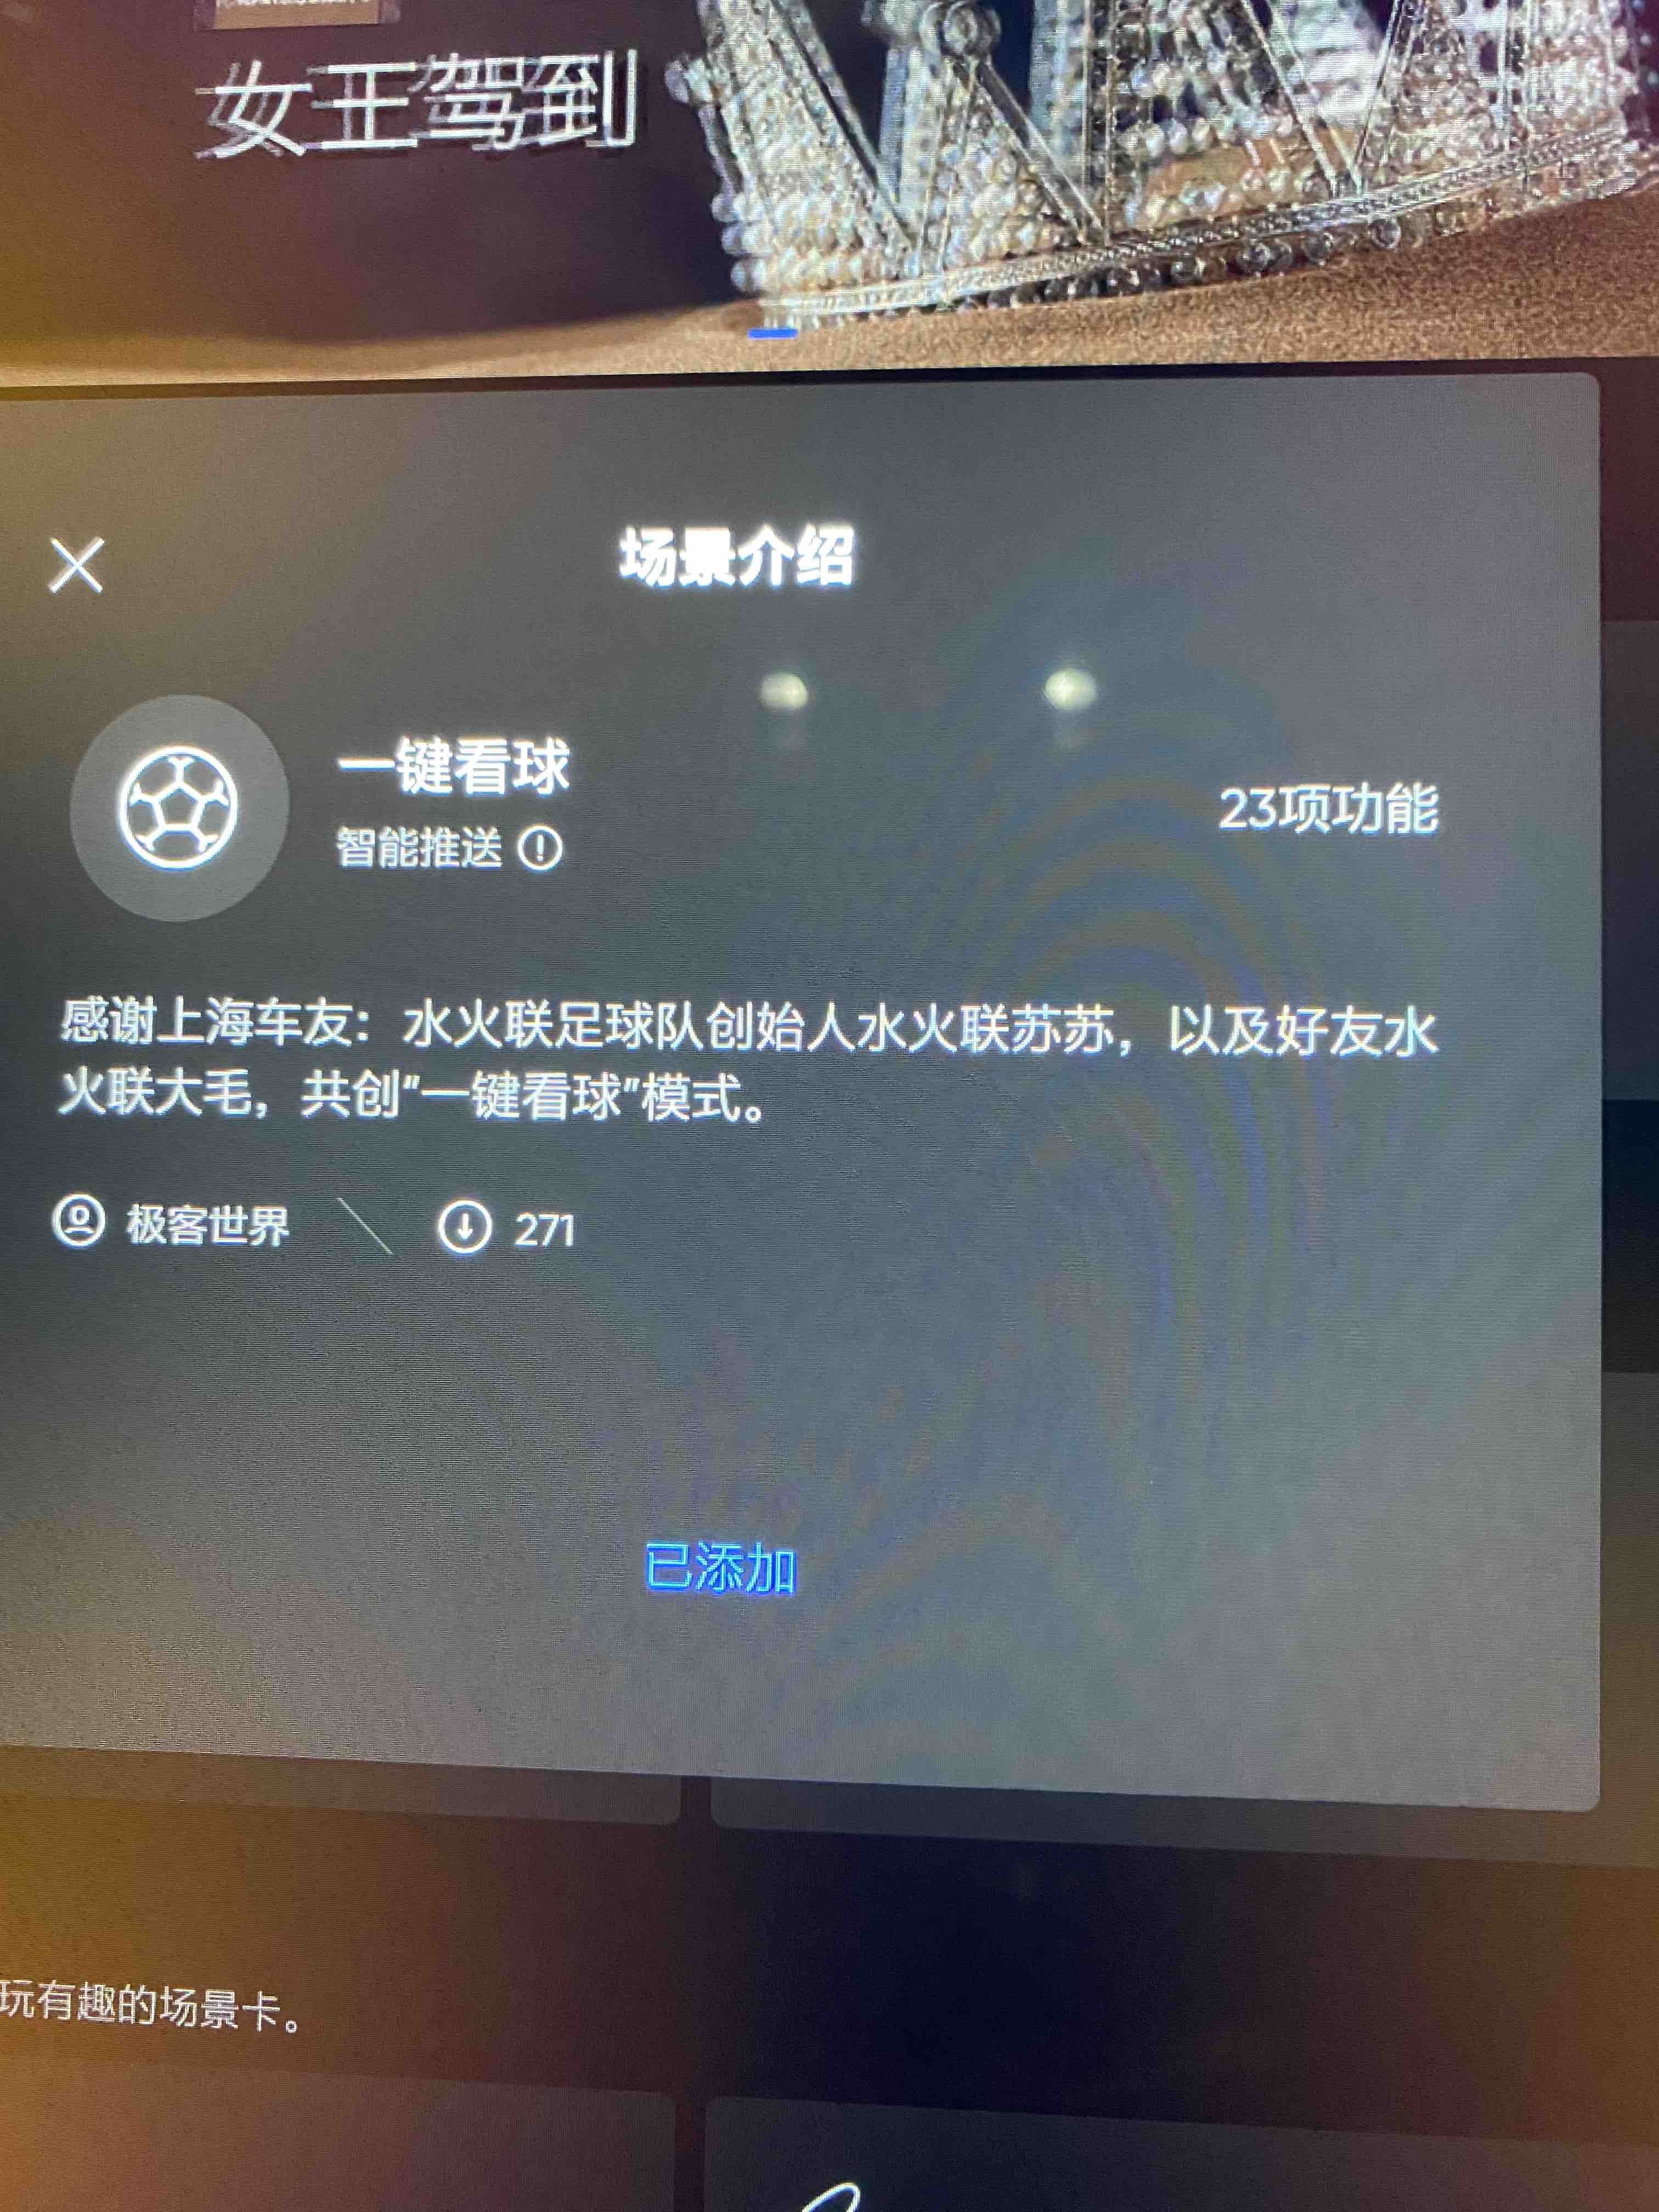 女王驾到
场景介绍
一键看球
智能推送
23项功能
感谢上海车友：水火联足球队创始人水火联苏苏，以及好友水
火联大毛，共创"一键看球"模式。
极客世界
271
已添加
玩有趣的场景卡。